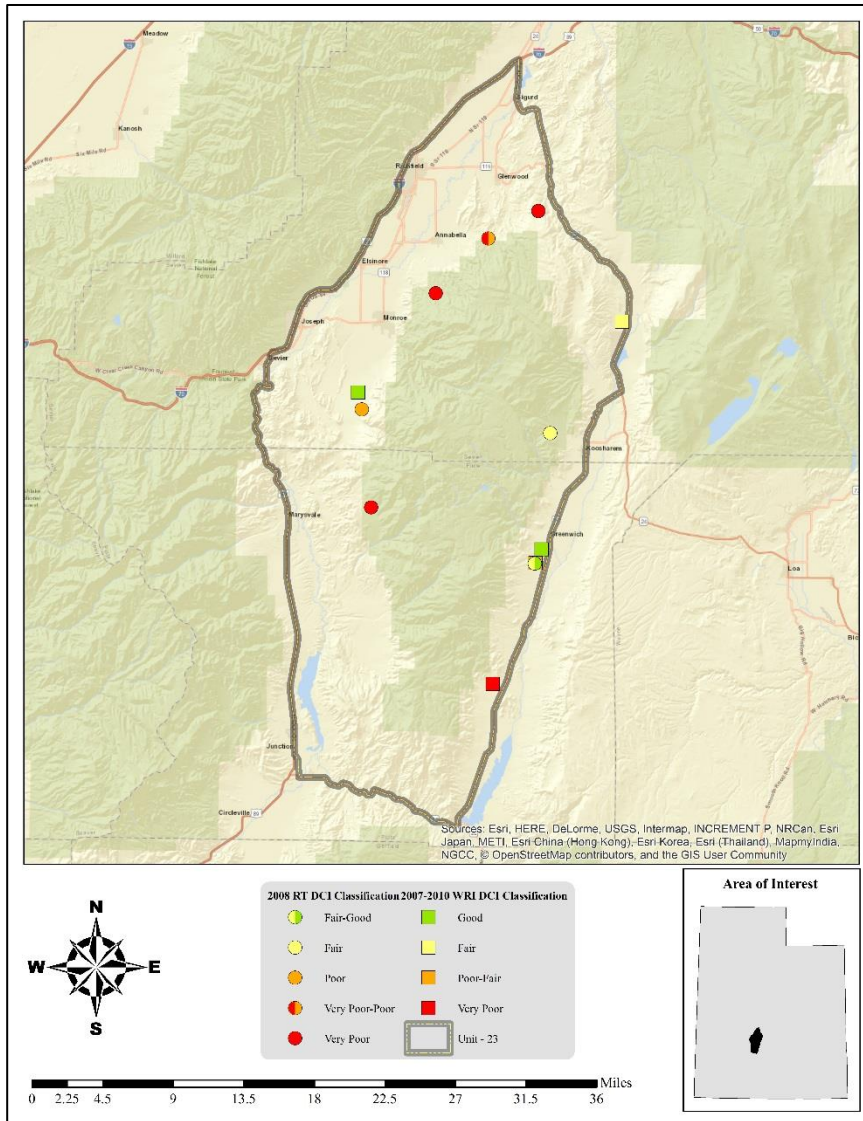 Meadow
Kanosh
Richfield
Glenwood
Annabella
Elsinore
Joseph
Monroe
Sevier
Koosharem
Marysvale
Greenwich
Loa
Junction
Circleville
Sources: Esri, HERE, DeLorme, USGS, Intermap, INCREMENT P, NRCan, Esri
Japan, METI, Esri China (Hong Kong), Esri Korea, Esri (Thailand), MapmyIndia,
NGCC, © OpenStreetMap contributors, and the GIS User Community
2008 RT DCI Classification 2007-2010 WRI DCI Classification
Fair-Good Good
Fair Fair
Poor Poor-Fair
Very Poor-Poor Very Poor
Very Poor Unit - 23
Area of Interest
N
W E
S
Miles
0 2.25 4.5 9 13.5 18 22.5 27 31.5 36